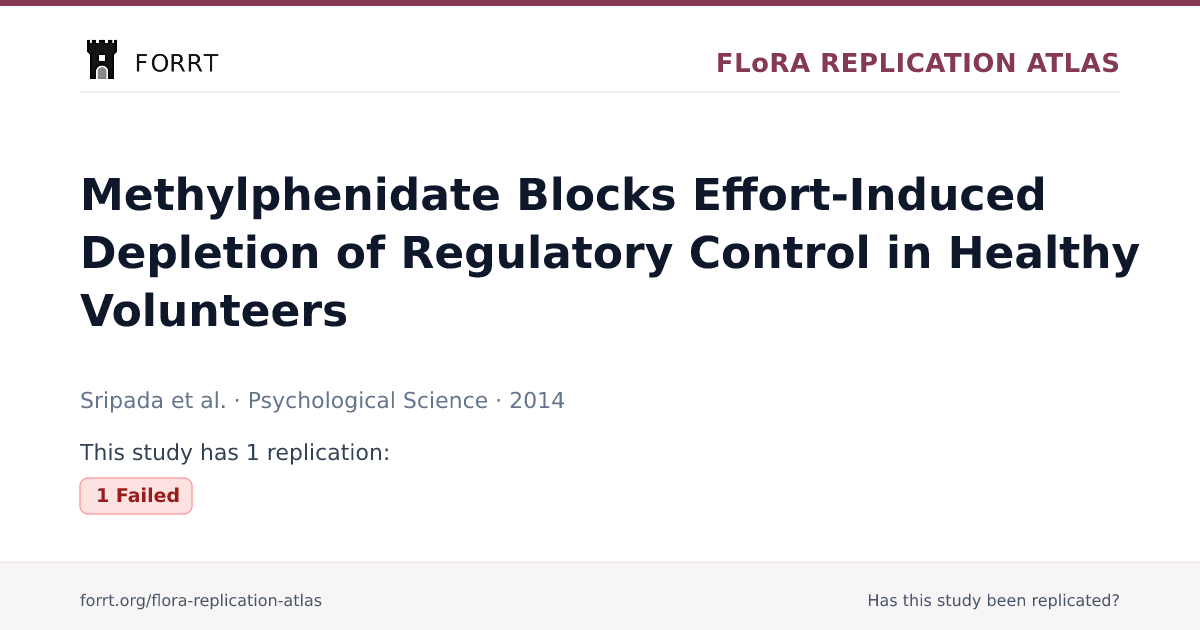 FORRT
FLoRA REPLICATION ATLAS
Methylphenidate Blocks Effort-Induced
Depletion of Regulatory Control in Healthy
Volunteers
Sripada et al. · Psychological Science · 2014
This study has 1 replication:
1 Failed
forrt.org/flora-replication-atlas
Has this study been replicated?